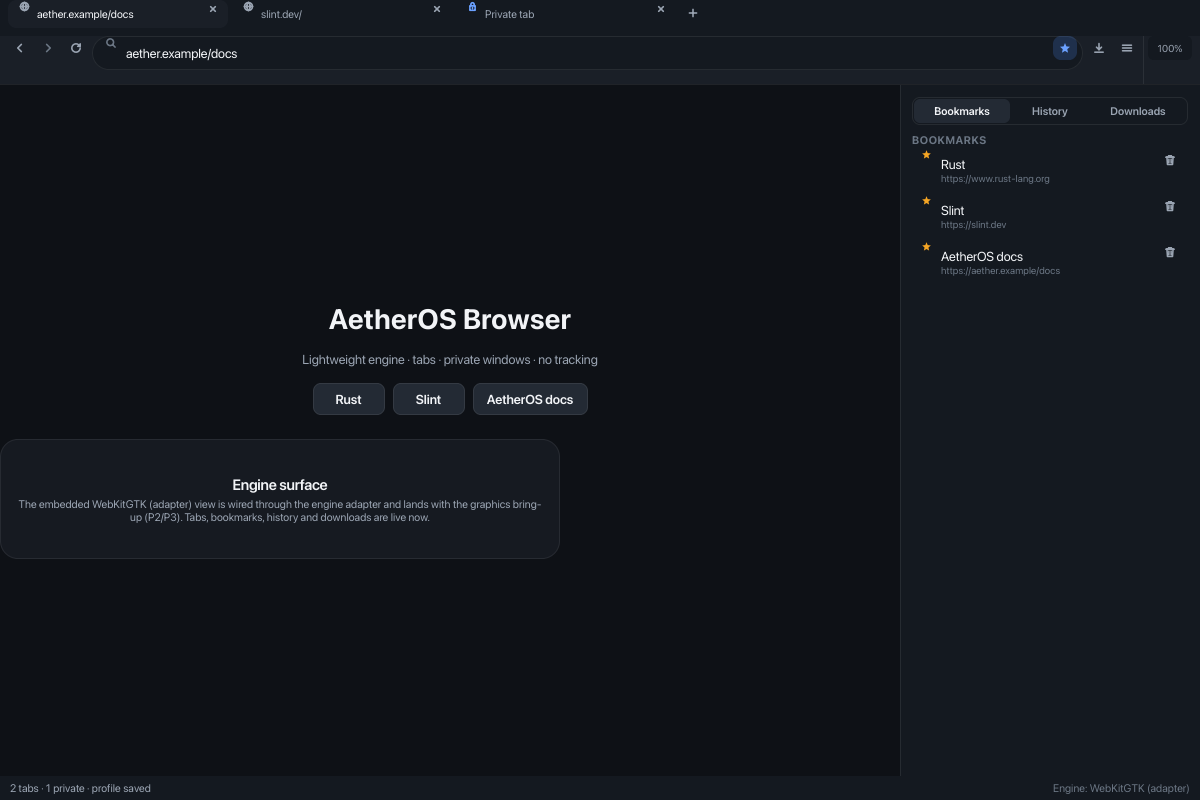 aether.example/docs
slint.dev/
Private tab
aether.example/docs
100%
Bookmarks
History
Downloads
BOOKMARKS
Rust
https://www.rust-lang.org
Slint
https://slint.dev
AetherOS docs
https://aether.example/docs
AetherOS Browser
Lightweight engine · tabs · private windows · no tracking
Rust
Slint
AetherOS docs
Engine surface
The embedded WebKitGTK (adapter) view is wired through the engine adapter and lands with the graphics bring-
up (P2/P3). Tabs, bookmarks, history and downloads are live now.
2 tabs · 1 private · profile saved
Engine: WebKitGTK (adapter)